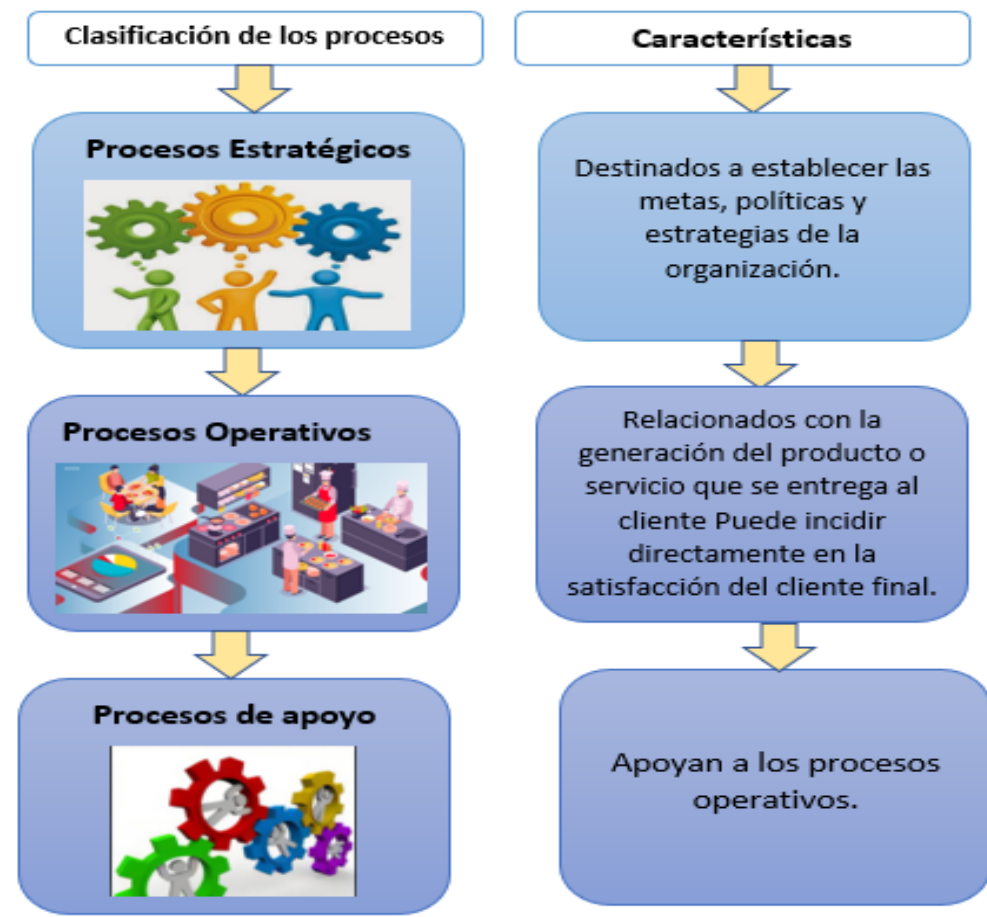 Clasificación de los procesos
Características
Procesos Estratégicos
Destinados a establecer las
metas, políticas y
estrategias de la
organización.
Procesos Operativos
Relacionados con la
generación del producto o
servicio que se entrega al
cliente Puede incidir
directamente en la
satisfacción del cliente final.
Procesos de apoyo
Apoyan a los procesos
operativos.